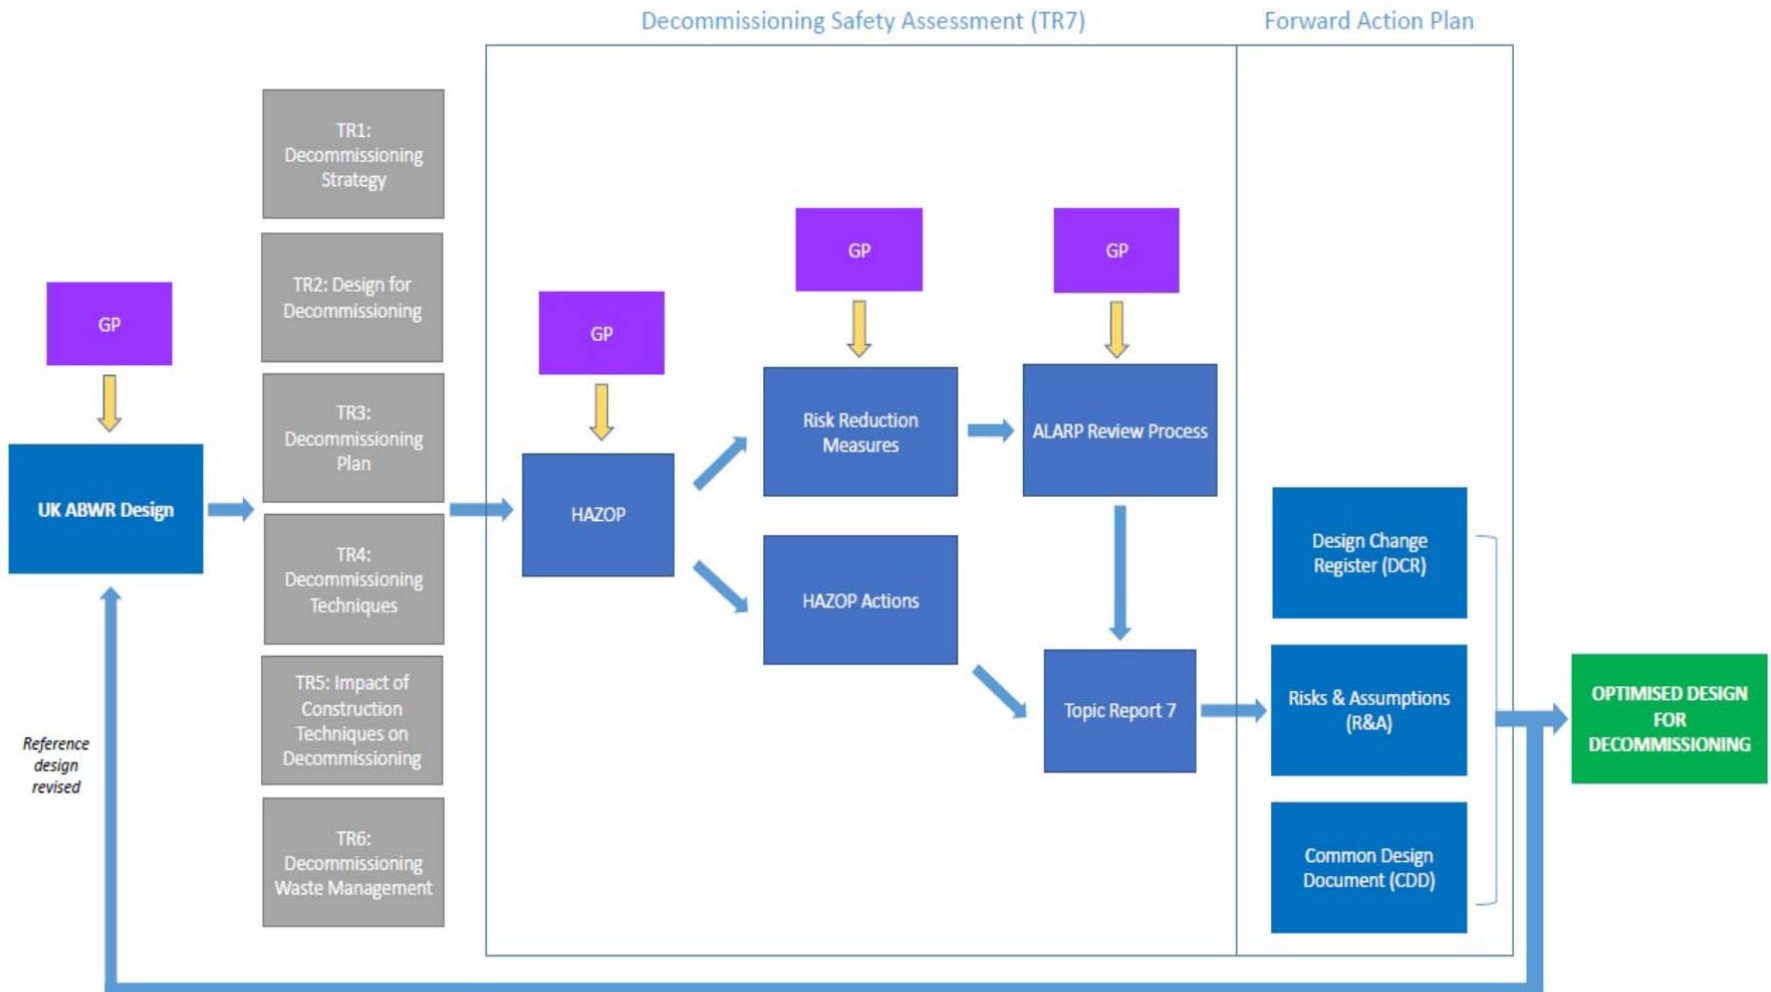 Decommissioning Safety Assessment (TR7)
Forward Action Plan
GP
UK ABWR Design
Reference
design
revised
TR1:
Decommissioning
Strategy
TR2: Design for
Decommissioning
TR3:
Decommissioning
Plan
TR4:
Decommissioning
Techniques
TR5: Impact of
Construction
Techniques on
Decommissioning
TR6:
Decommissioning
Waste Management
GP
HAZOP
GP
Risk Reduction
Measures
HAZOP Actions
GP
ALARP Review Process
Topic Report 7
Design Change
Register (DCR)
Risks & Assumptions
(R&A)
Common Design
Document (CDD)
OPTIMISED DESIGN
FOR
DECOMMISSIONING